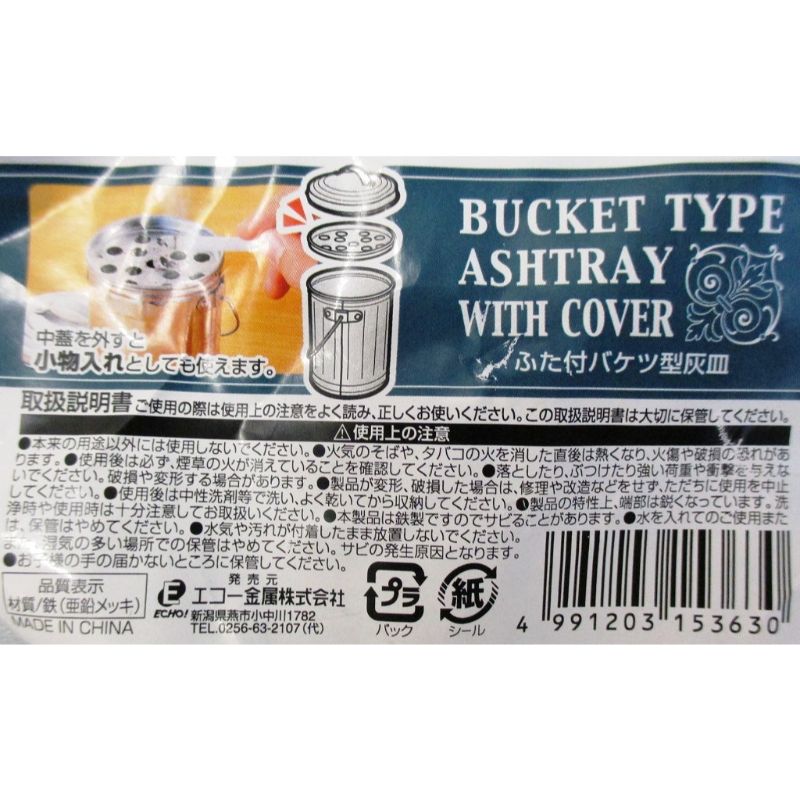 BUCKET TYPE
ASHTRAY
WITH COVER
ふた付バケツ型灰皿
中蓋を外すと
小物入れとしても使えます。
取扱説明書 ご使用の際は使用上の注意をよく読み、正しくお使いください。この取扱説明書は大切に保管してください。
⚠使用上の注意
●本来の用途以外には使用しないでください。●火気のそばや、タバコの火を消した直後は熱くなり、火傷や破損の恐れがあ
ります。●使用後は必ず、煙草の火が消えていることを確認してください。●落としたり、ぶつけたり強い荷重や衝撃を与えな
いでください。破損や変形する場合があります。●製品が変形、破損した場合は、修理や改造などをせず、ただちに使用を中止
してください。●使用後は中性洗剤等で洗い、よく乾いてから収納してください。●製品の特性上、端部は鋭くなっています。洗
浄時や使用時は十分注意してお取扱いください。●本製品は鉄製ですのでサビることがあります。●水を入れてのご使用また
は、保管はやめてください。●水気や汚れが付着したまま放置しないでください。
また、湿気の多い場所での保管はやめてください。サビの発生原因となります。
●お子様の手の届かないところに保管してください。
品質表示
材質/鉄(亜鉛メッキ)
MADE IN CHINA
発売元
ECHO! エコー金属株式会社
新潟県燕市小中川1782
TEL.0256-63-2107(代)
プラ
パック
紙
シール
4 991203 153630